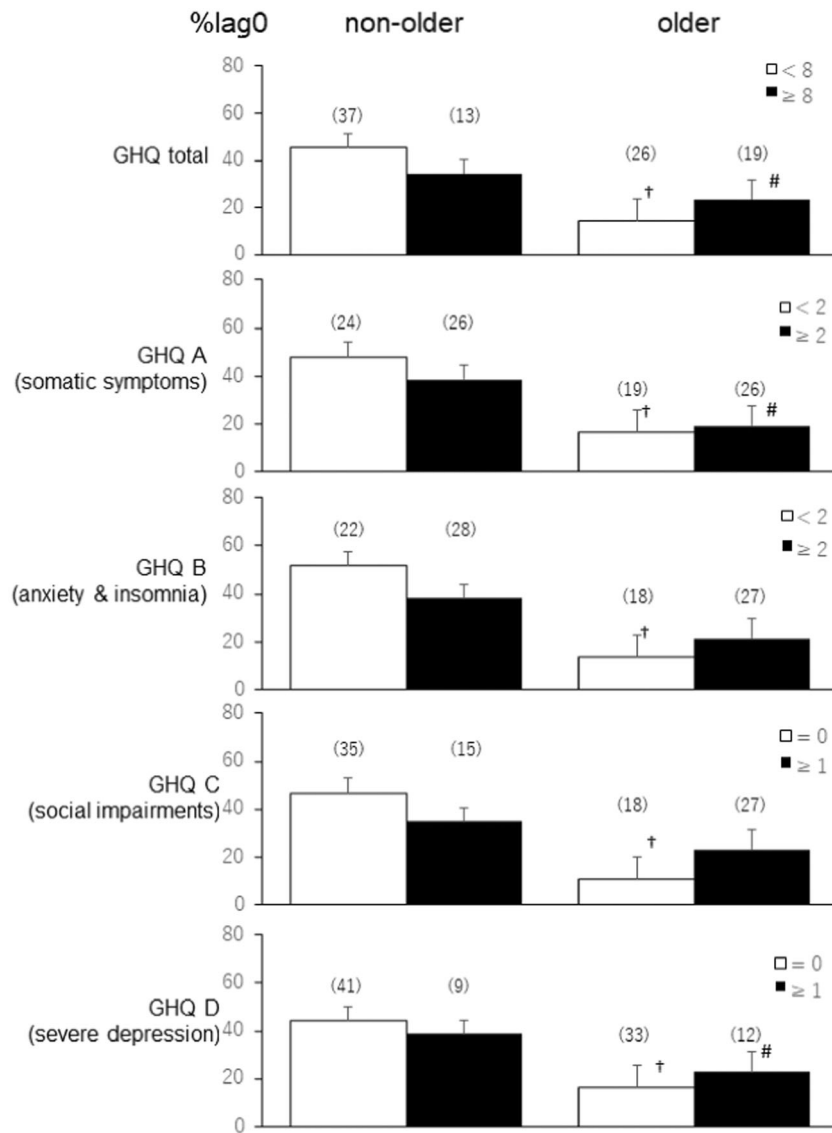 %lag0 non-older older
80
60
40
20
0
GHQ total
(37) (13) (26) (19)
† #
□ < 8
■ ≥ 8
80
60
40
20
0
GHQ A
(somatic symptoms)
(24) (26) (19) (26)
† #
□ < 2
■ ≥ 2
80
60
40
20
0
GHQ B
(anxiety & insomnia)
(22) (28) (18) (27)
†
□ < 2
■ ≥ 2
80
60
40
20
0
GHQ C
(social impairments)
(35) (15) (18) (27)
†
□ = 0
■ ≥ 1
80
60
40
20
0
GHQ D
(severe depression)
(41) (9) (33) (12)
† #
□ = 0
■ ≥ 1